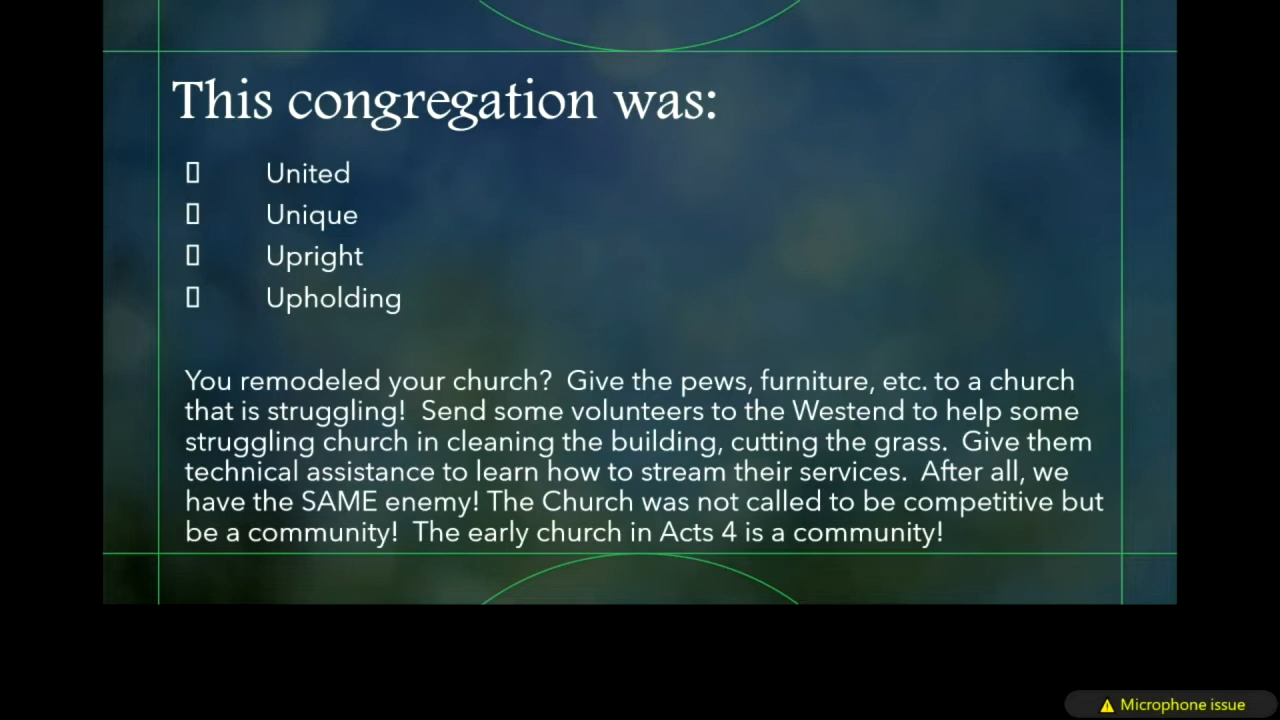 This congregation was:
United
Unique
Upright
Upholding
You remodeled your church?  Give the pews, furniture, etc. to a church
that is struggling!  Send some volunteers to the Westend to help some
struggling church in cleaning the building, cutting the grass.  Give them
technical assistance to learn how to stream their services.  After all, we
have the SAME enemy! The Church was not called to be competitive but
be a community!  The early church in Acts 4 is a community!
Microphone issue